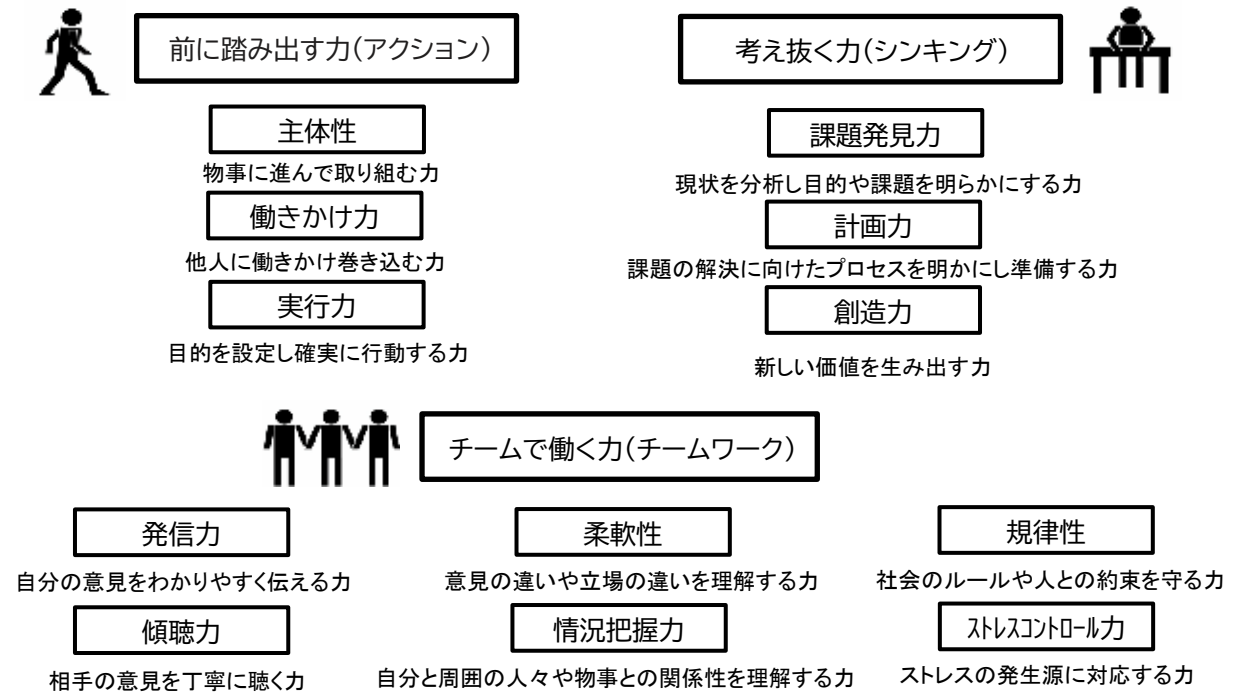 前に踏み出す力(アクション)
主体性
物事に進んで取り組む力
働きかけ力
他人に働きかけ巻き込む力
実行力
目的を設定し確実に行動する力
考え抜く力(シンキング)
課題発見力
現状を分析し目的や課題を明らかにする力
計画力
課題の解決に向けたプロセスを明かにし準備する力
創造力
新しい価値を生み出す力
チームで働く力(チームワーク)
発信力
自分の意見をわかりやすく伝える力
傾聴力
相手の意見を丁寧に聴く力
柔軟性
意見の違いや立場の違いを理解する力
情況把握力
自分と周囲の人々や物事との関係性を理解する力
規律性
社会のルールや人との約束を守る力
ストレスコントロール力
ストレスの発生源に対応する力